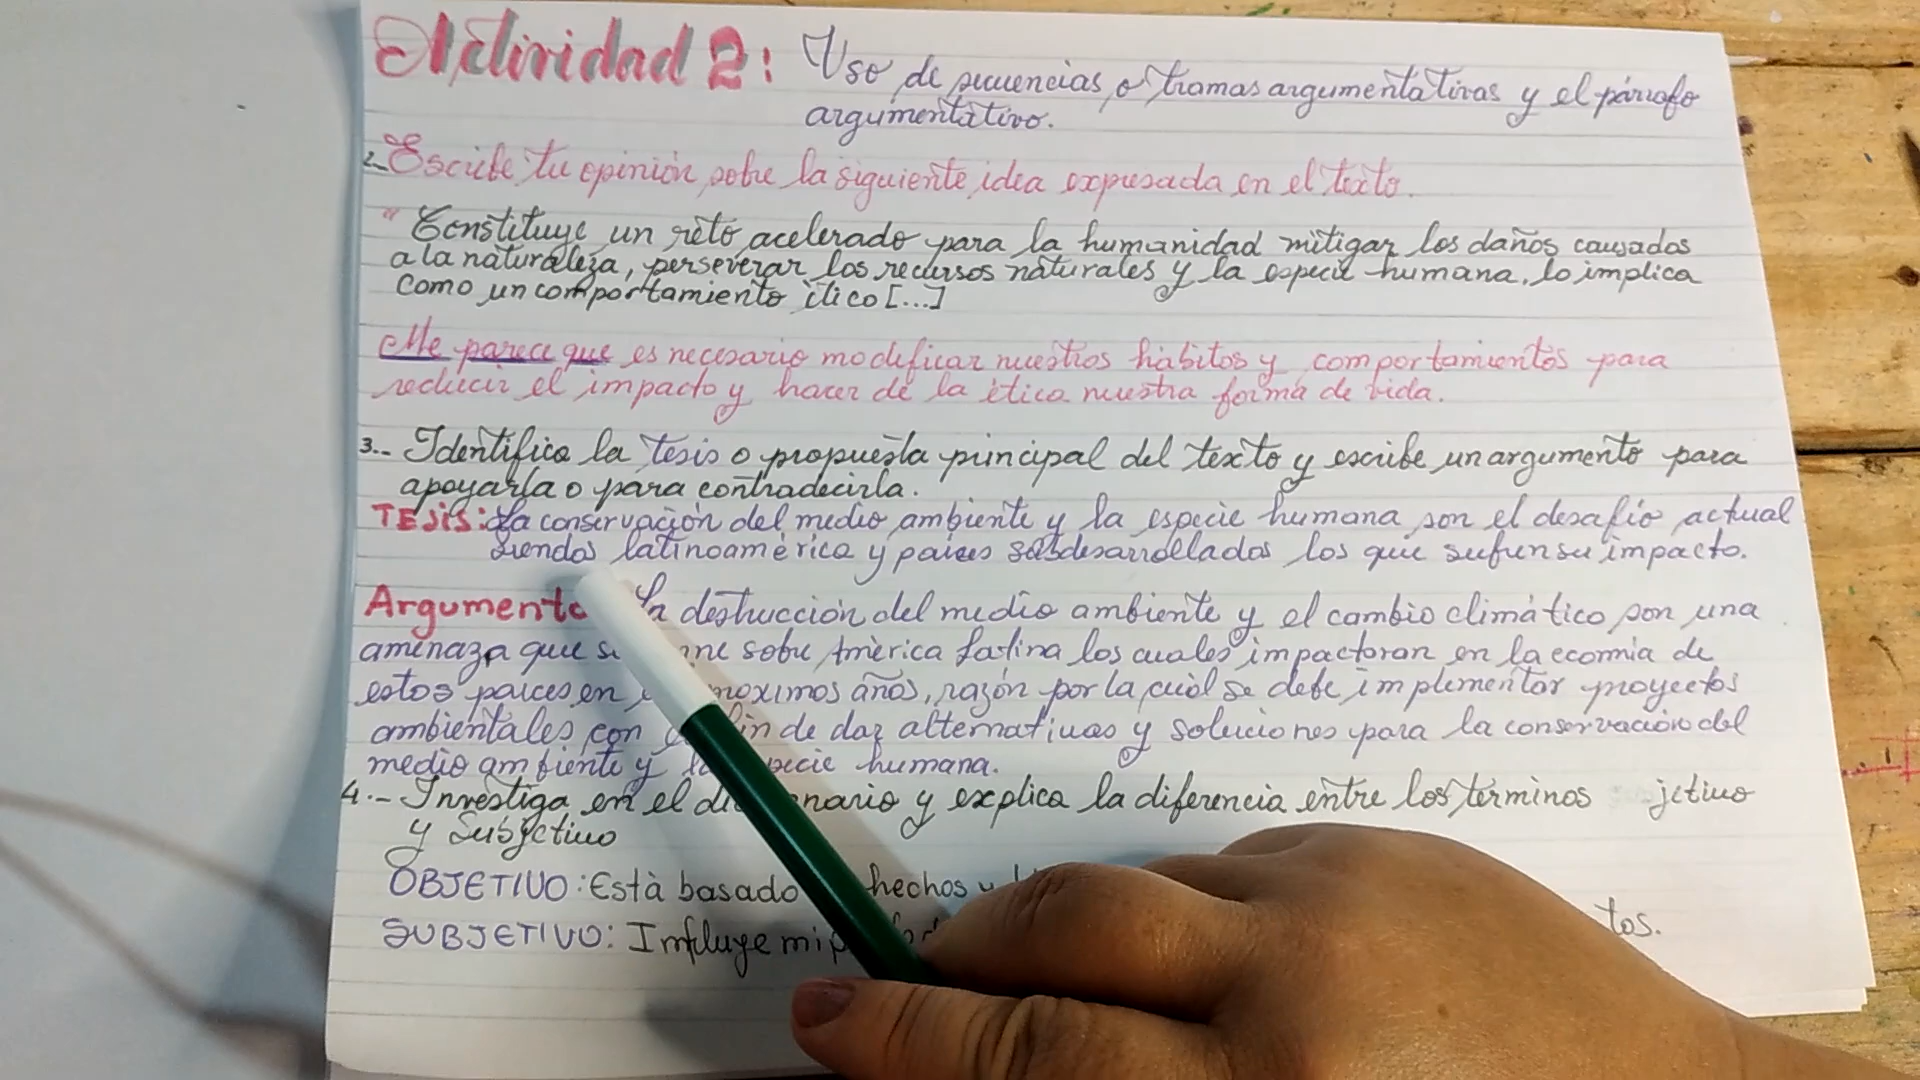 Actividad 2: Uso de secuencias o tramas argumentativas y el párrafo
argumentativo.
2.- Escribe tu opinión sobre la siguiente idea expresada en el texto.
"Constituye un reto acelerado para la humanidad mitigar los daños causados
a la naturaleza, perseverar los recursos naturales y la especie humana, lo implica
como un comportamiento ético [...]
Me parece que es necesario modificar nuestros hábitos y comportamientos para
reducir el impacto y hacer de la ética nuestra forma de vida.
3.- Identifica la tesis o propuesta principal del texto y escribe un argumento para
apoyarla o para contradecirla.
TESIS: La conservación del medio ambiente y la especie humana son el desafío actual
siendos latinoamérica y paises subdesarrollados los que sufren su impacto.
Argumento La destrucción del medio ambiente y el cambio climático son una
amenaza que sobre América Latina los cuales impactaran en la ecomia de
estos paices en proximos años, razón por la cuál se debe implementar proyectos
ambientales con fin de dar alternativas y soluciones para la conservación del
medio ambiente y humana.
4.- Investiga en el y explica la diferencia entre los términos
y Subjetivo
OBJETIVO: Está basado hechos y
SUBJETIVO: Influye mi